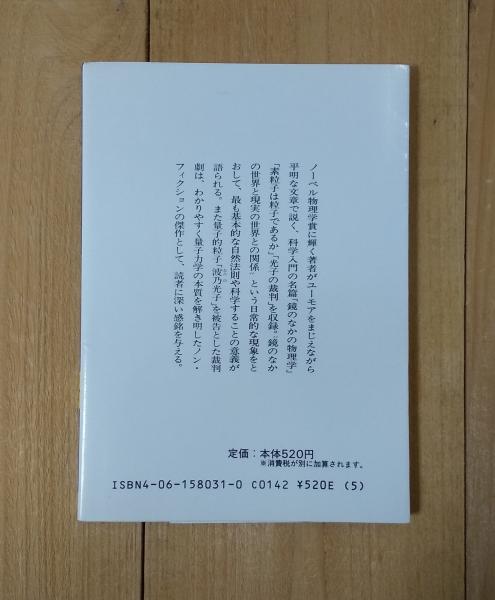 ノーベル物理学賞に輝く著者がユーモアをまじえながら
平明な文章で説く、科学入門の名篇『鏡のなかの物理学』
『素粒子は粒子であるか』『光子の裁判』を収録。〝鏡のなか
の世界と現実の世界との関係〟という日常的な現象をと
おして、最も基本的な自然法則や科学することの意義が
語られる。また量子的粒子「波乃光子」を被告とした裁判
劇は、わかりやすく量子力学の本質を解き明したノン・
フィクションの傑作として、読者に深い感銘を与える。
定価：本体520円
※消費税が別に加算されます。
ISBN4-06-158031-0 C0142 ¥520E (5)